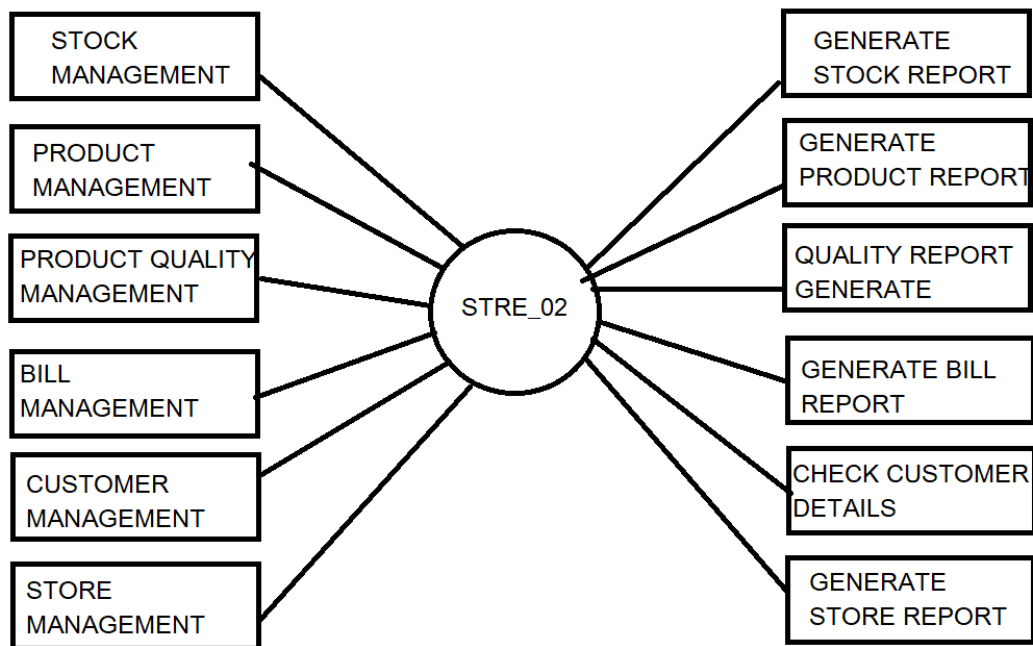 STOCK
MANAGEMENT
PRODUCT
MANAGEMENT
PRODUCT QUALITY
MANAGEMENT
BILL
MANAGEMENT
CUSTOMER
MANAGEMENT
STORE
MANAGEMENT
STRE_02
GENERATE
STOCK REPORT
GENERATE
PRODUCT REPORT
QUALITY REPORT
GENERATE
GENERATE BILL
REPORT
CHECK CUSTOMER
DETAILS
GENERATE
STORE REPORT